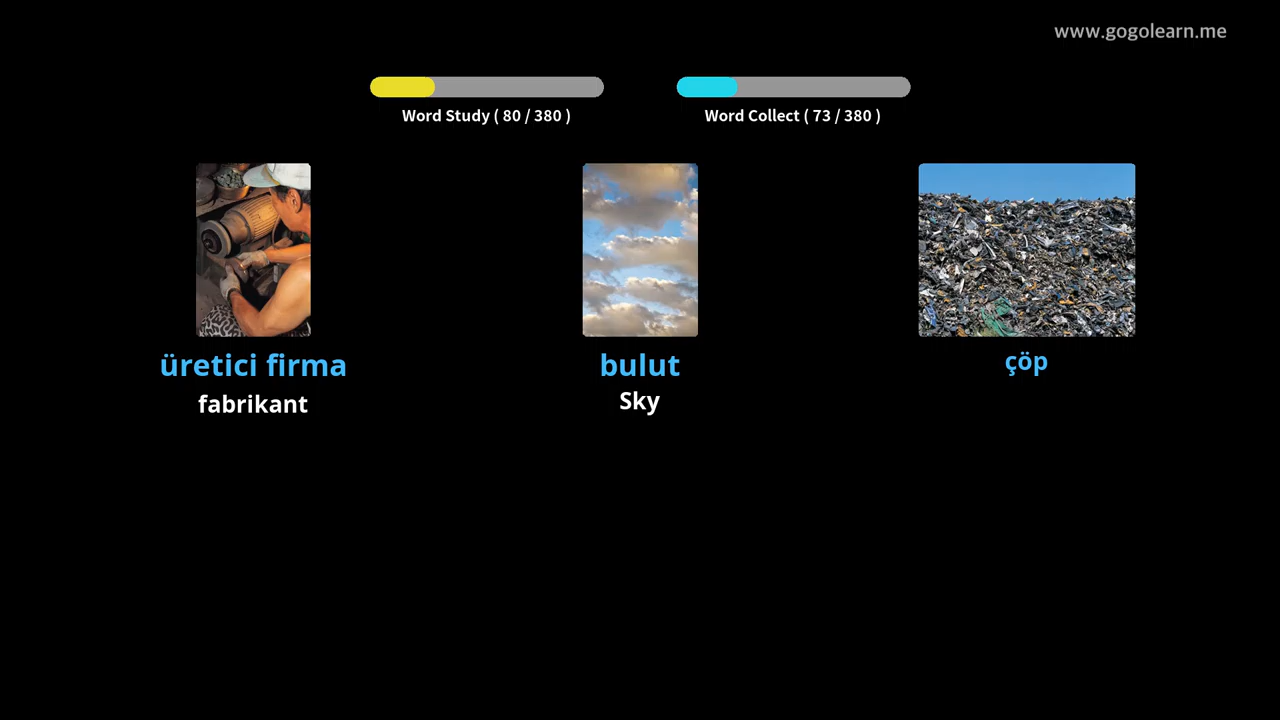 www.gogolearn.me
Word Study ( 80 / 380 )
Word Collect ( 73 / 380 )
üretici firma
fabrikant
bulut
Sky
çöp